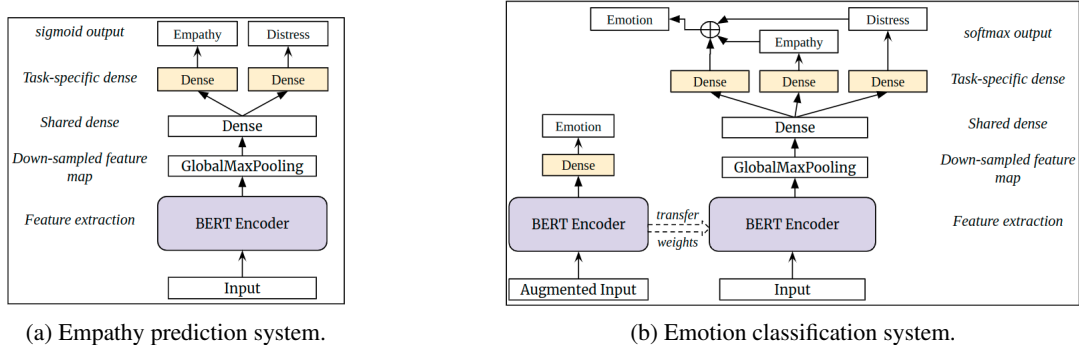 sigmoid output
Empathy
Distress
Task-specific dense
Dense
Dense
Shared dense
Dense
Down-sampled feature
map
GlobalMaxPooling
Feature extraction
BERT Encoder
Input
(a) Empathy prediction system.
Emotion
Distress
softmax output
Empathy
Dense
Dense
Dense
Task-specific dense
Emotion
Dense
Shared dense
Dense
GlobalMaxPooling
Down-sampled feature
map
BERT Encoder
transfer
weights
BERT Encoder
Feature extraction
Augmented Input
Input
(b) Emotion classification system.